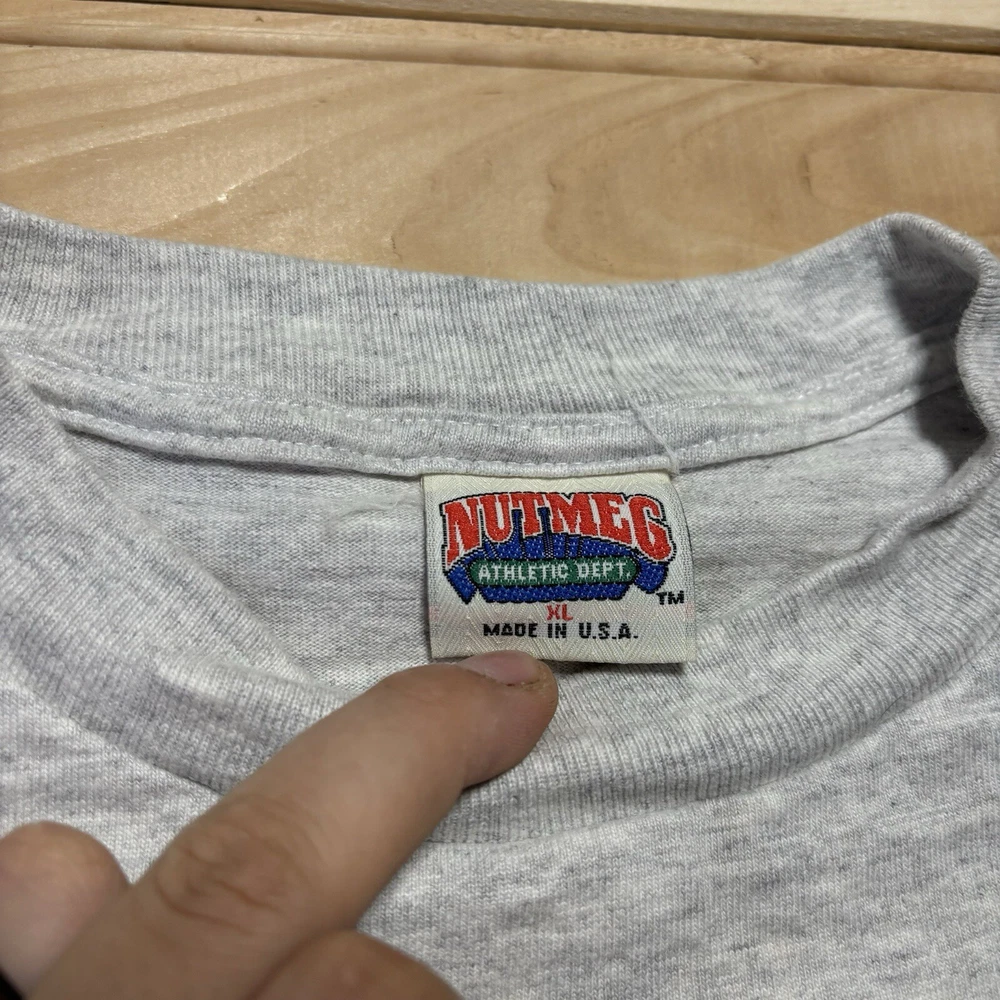 NUTMEG
ATHLETIC DEPT.
TM
XL
MADE IN U.S.A.